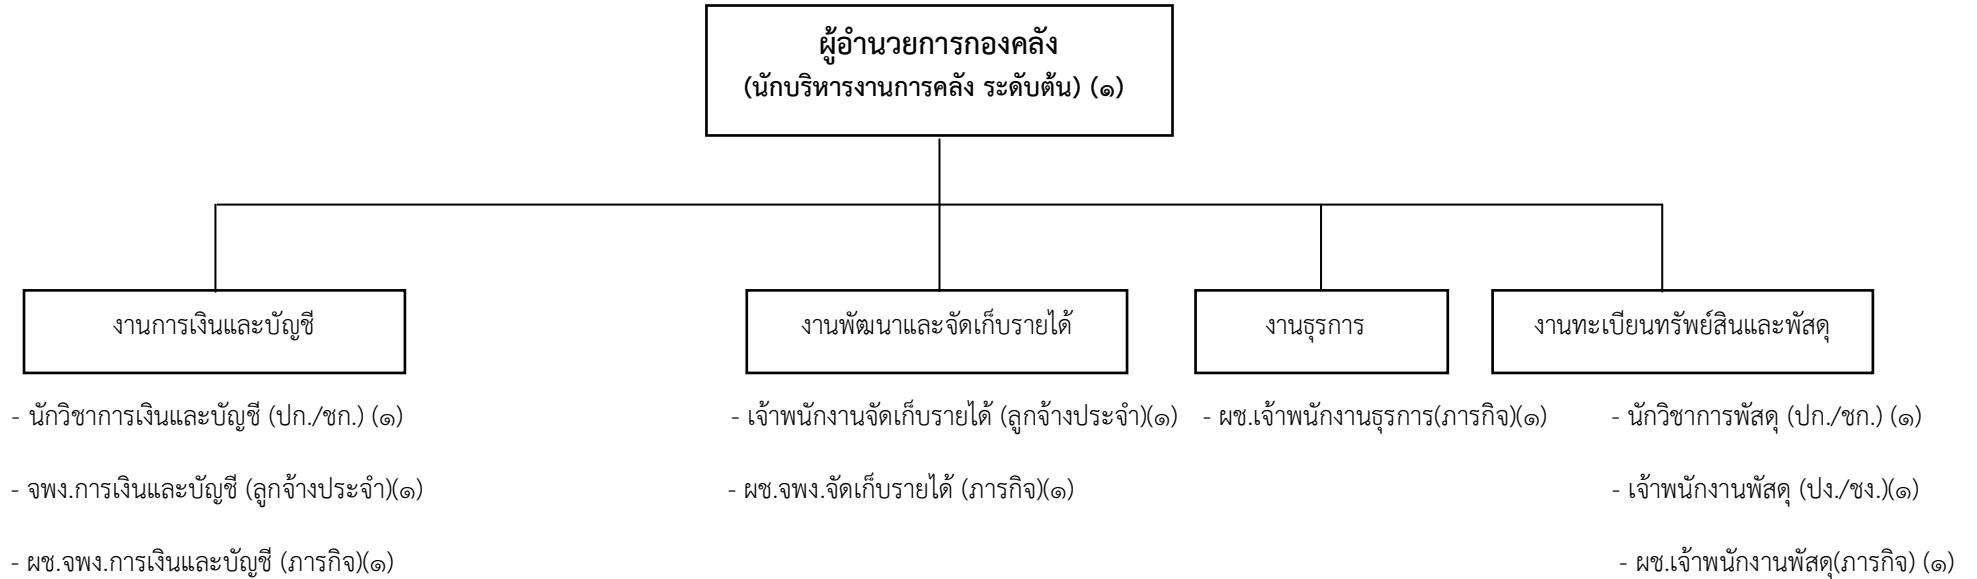 ผู้อำนวยการกองคลัง
(นักบริหารงานการคลัง ระดับต้น) (๑)
งานการเงินและบัญชี
- นักวิชาการเงินและบัญชี (ปก./ชก.) (๑)
- จพง.การเงินและบัญชี (ลูกจ้างประจำ)(๑)
- ผช.จพง.การเงินและบัญชี (ภารกิจ)(๑)
งานพัฒนาและจัดเก็บรายได้
- เจ้าพนักงานจัดเก็บรายได้ (ลูกจ้างประจำ)(๑)
- ผช.จพง.จัดเก็บรายได้ (ภารกิจ)(๑)
งานธุรการ
- ผช.เจ้าพนักงานธุรการ(ภารกิจ)(๑)
งานทะเบียนทรัพย์สินและพัสดุ
- นักวิชาการพัสดุ (ปก./ชก.) (๑)
- เจ้าพนักงานพัสดุ (ปง./ชง.)(๑)
- ผช.เจ้าพนักงานพัสดุ(ภารกิจ) (๑)